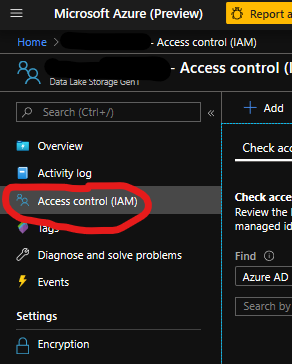 Microsoft Azure (Preview)
Report a
Home > - Access control (IAM)
- Access control (I
Data Lake Storage Gen1
Search (Ctrl+/)
«
+ Add
Overview
Activity log
Access control (IAM)
Tags
Diagnose and solve problems
Events
Settings
Encryption
Check acc
Check acce
Review the l
managed id
Find
Azure AD
Search by